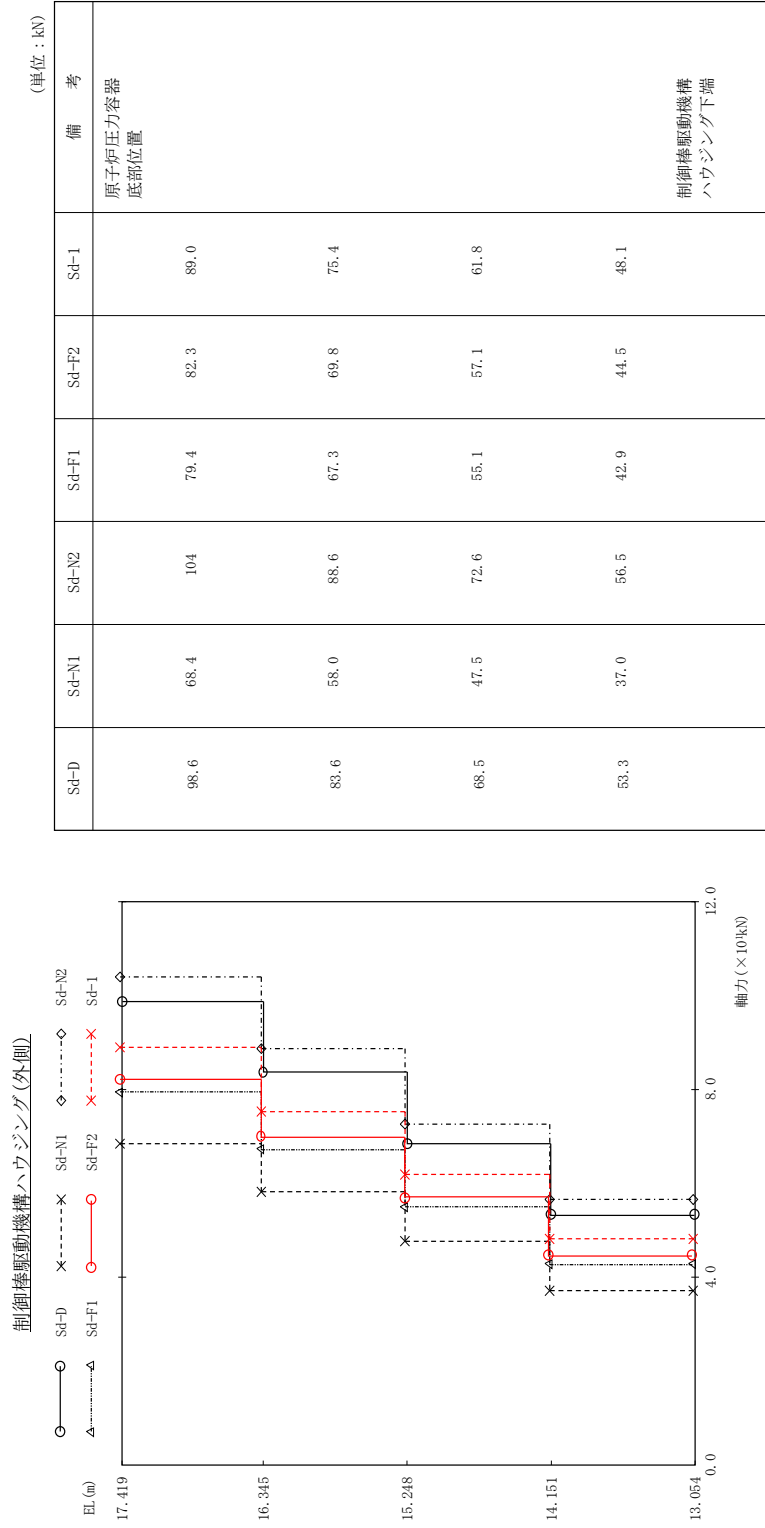 制御棒駆動機構ハウジング(外側)
Sd-D Sd-N1 Sd-N2
Sd-F1 Sd-F2 Sd-1
EL(m)
17.419
16.345
15.248
14.151
13.054
0.0 4.0 8.0 12.0
軸力(×10¹kN)
(単位:kN)
Sd-D Sd-N1 Sd-N2 Sd-F1 Sd-F2 Sd-1 備 考
原子炉圧力容器
底部位置
98.6 68.4 104 79.4 82.3 89.0
83.6 58.0 88.6 67.3 69.8 75.4
68.5 47.5 72.6 55.1 57.1 61.8
53.3 37.0 56.5 42.9 44.5 48.1
制御棒駆動機構
ハウジング下端